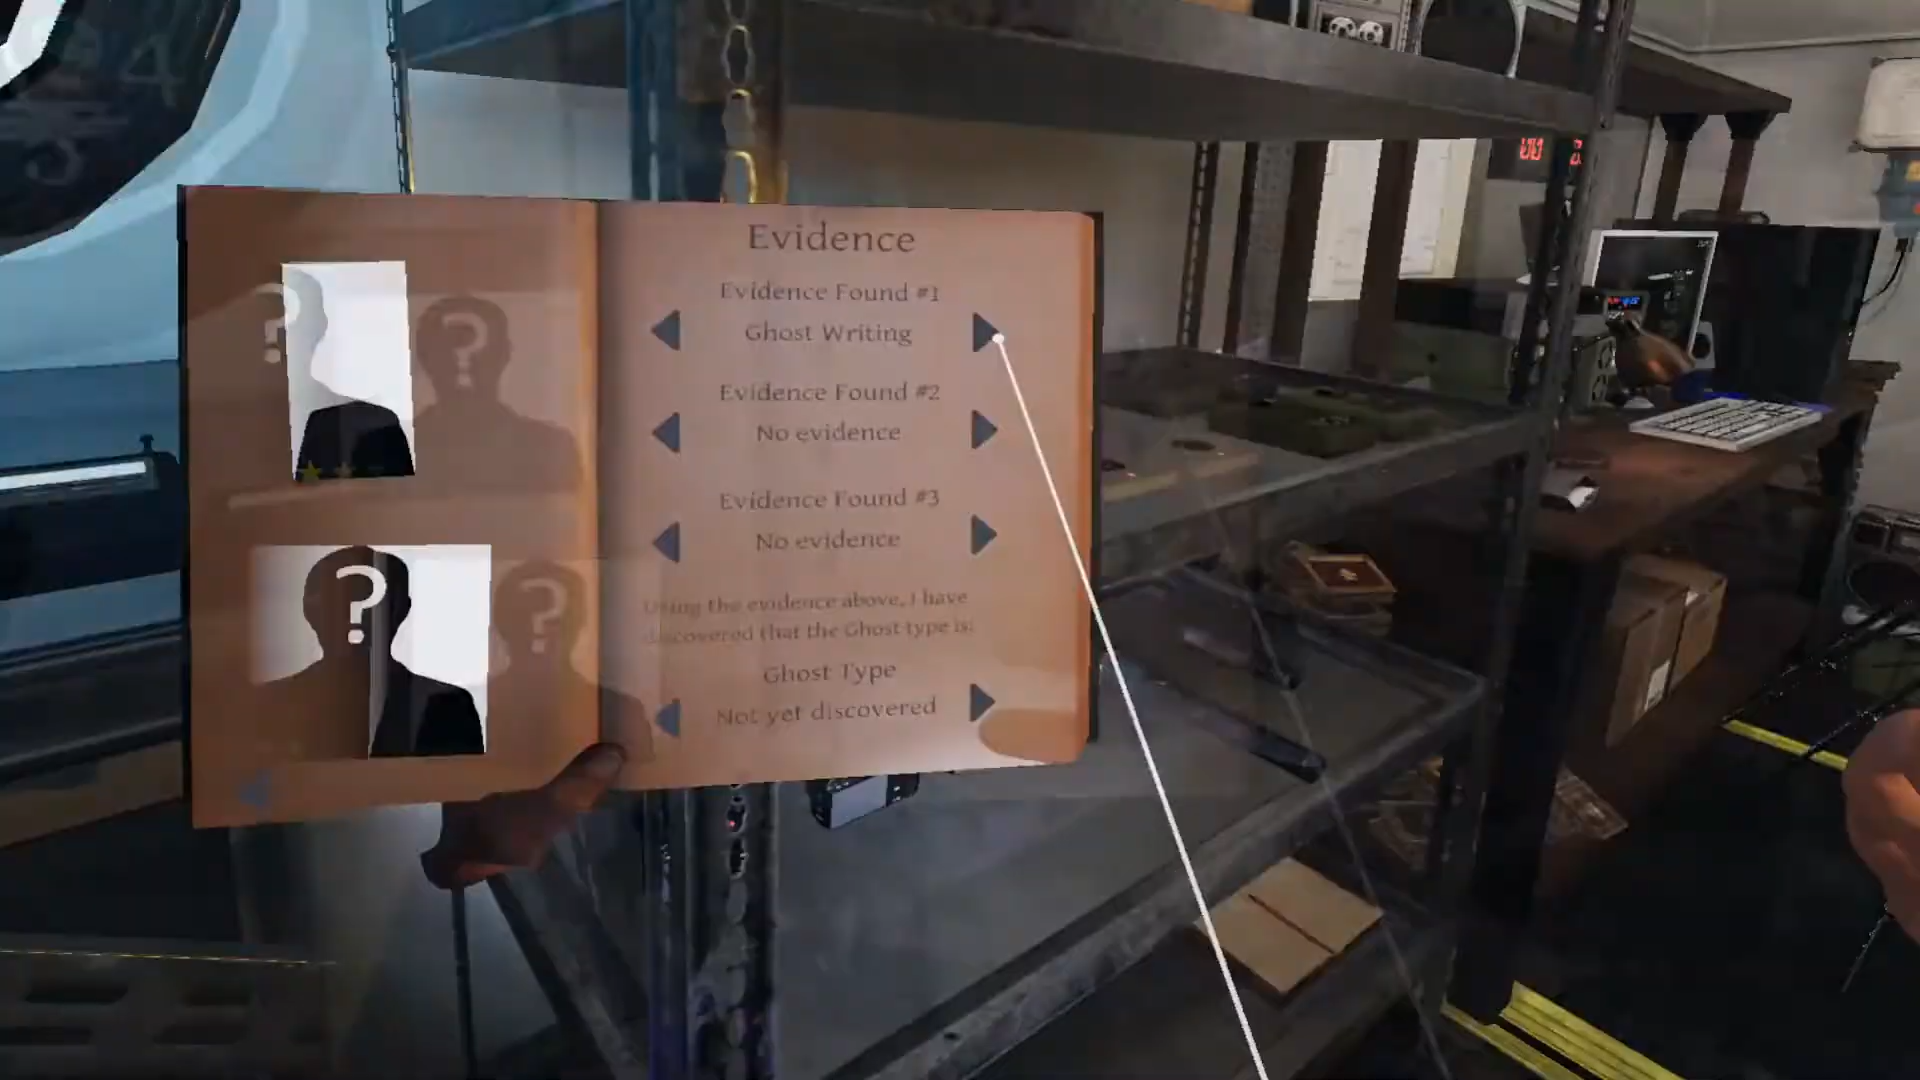 Evidence
Evidence Found #1
Ghost Writing
Evidence Found #2
No evidence
Evidence Found #3
No evidence
Using the evidence above, I have
discovered that the Ghost type is:
Ghost Type
Not yet discovered
?
?
?
?
00